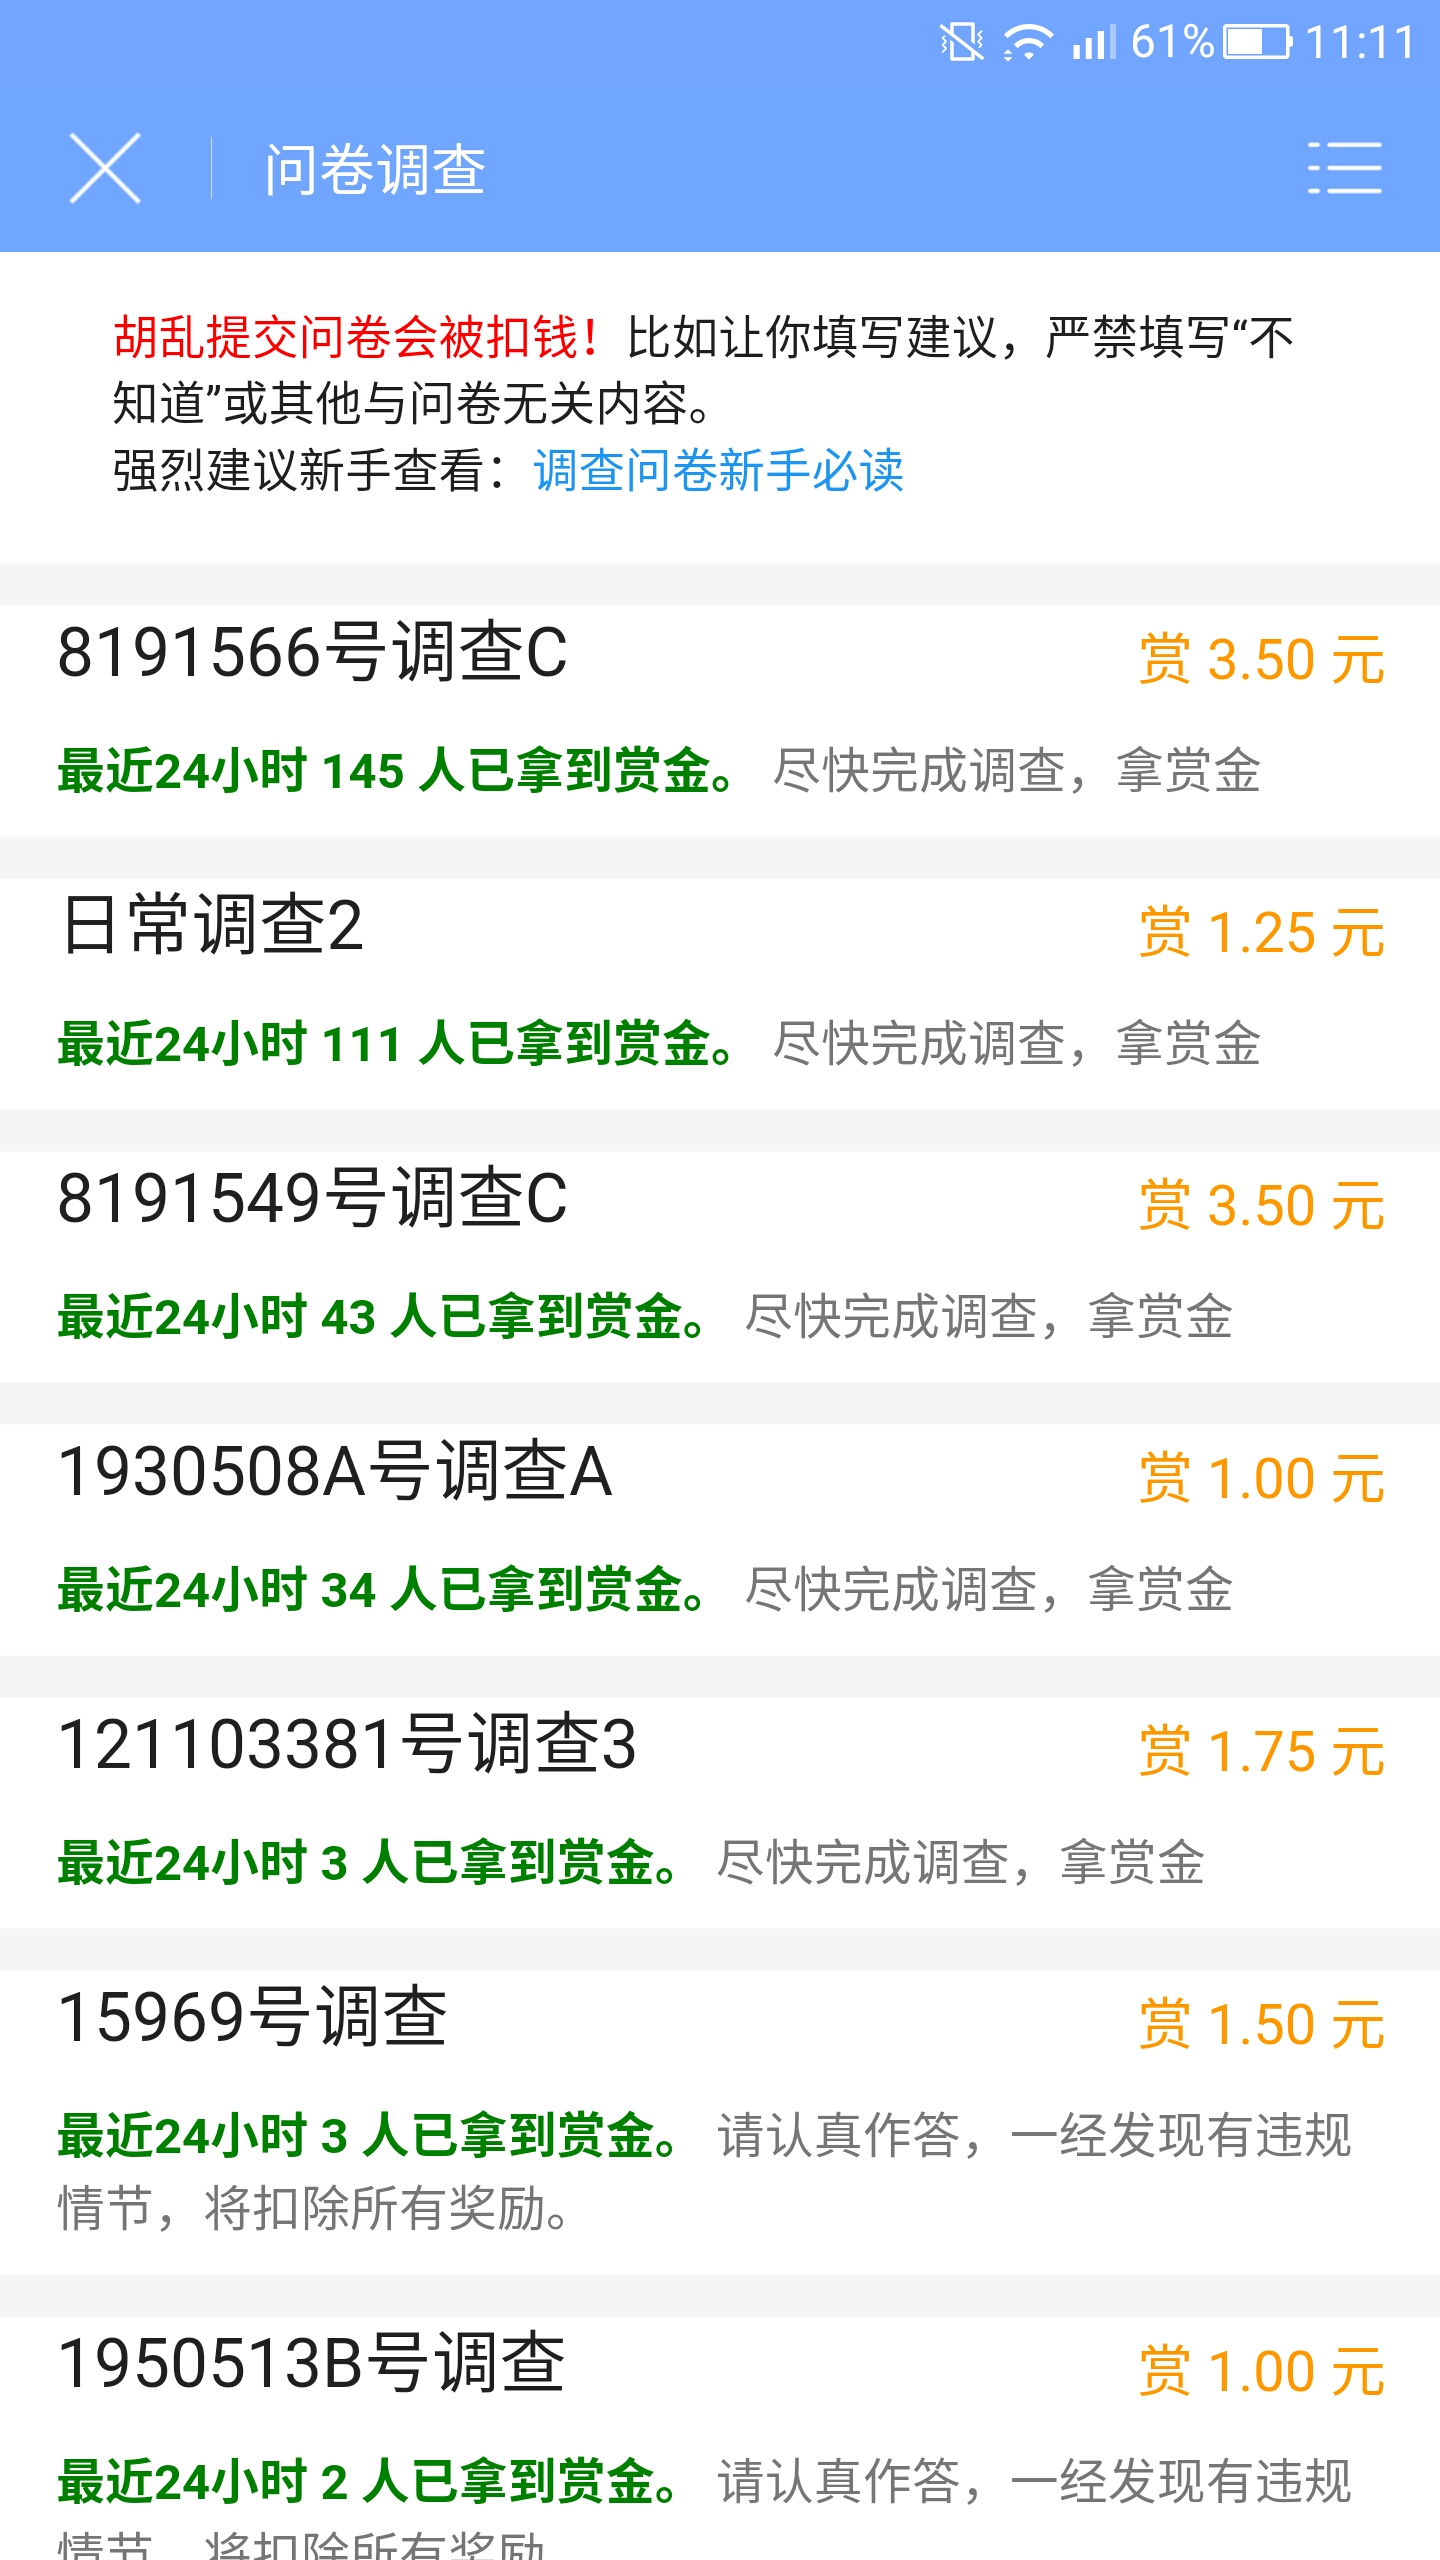 61% 11:11
问卷调查
胡乱提交问卷会被扣钱！比如让你填写建议，严禁填写“不
知道”或其他与问卷无关内容。
强烈建议新手查看：调查问卷新手必读
8191566号调查C 赏 3.50 元
最近24小时 145 人已拿到赏金。 尽快完成调查，拿赏金
日常调查2 赏 1.25 元
最近24小时 111 人已拿到赏金。 尽快完成调查，拿赏金
8191549号调查C 赏 3.50 元
最近24小时 43 人已拿到赏金。 尽快完成调查，拿赏金
1930508A号调查A 赏 1.00 元
最近24小时 34 人已拿到赏金。 尽快完成调查，拿赏金
121103381号调查3 赏 1.75 元
最近24小时 3 人已拿到赏金。 尽快完成调查，拿赏金
15969号调查 赏 1.50 元
最近24小时 3 人已拿到赏金。 请认真作答，一经发现有违规
情节，将扣除所有奖励。
1950513B号调查 赏 1.00 元
最近24小时 2 人已拿到赏金。 请认真作答，一经发现有违规
情节，将扣除所有奖励